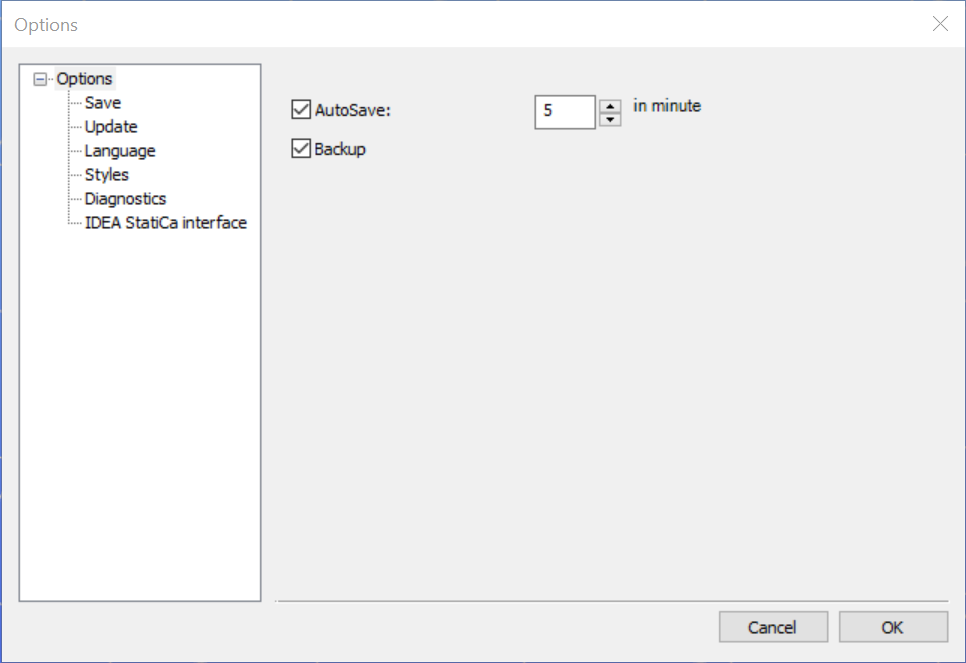 Options
Options
Save
Update
Language
Styles
Diagnostics
IDEA StatiCa interface
AutoSave: 5 in minute
Backup
Cancel OK